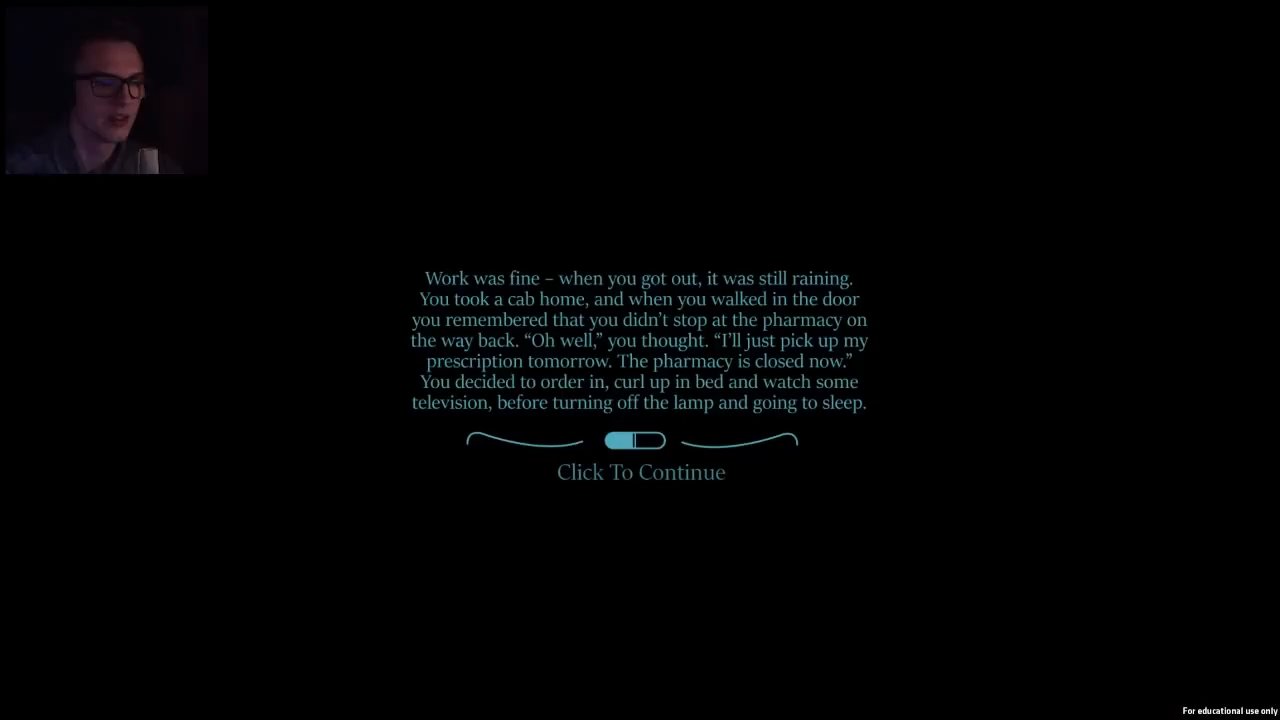 Work was fine – when you got out, it was still raining.
You took a cab home, and when you walked in the door
you remembered that you didn’t stop at the pharmacy on
the way back. “Oh well,” you thought. “I’ll just pick up my
prescription tomorrow. The pharmacy is closed now.”
You decided to order in, curl up in bed and watch some
television, before turning off the lamp and going to sleep.
Click To Continue
For educational use only